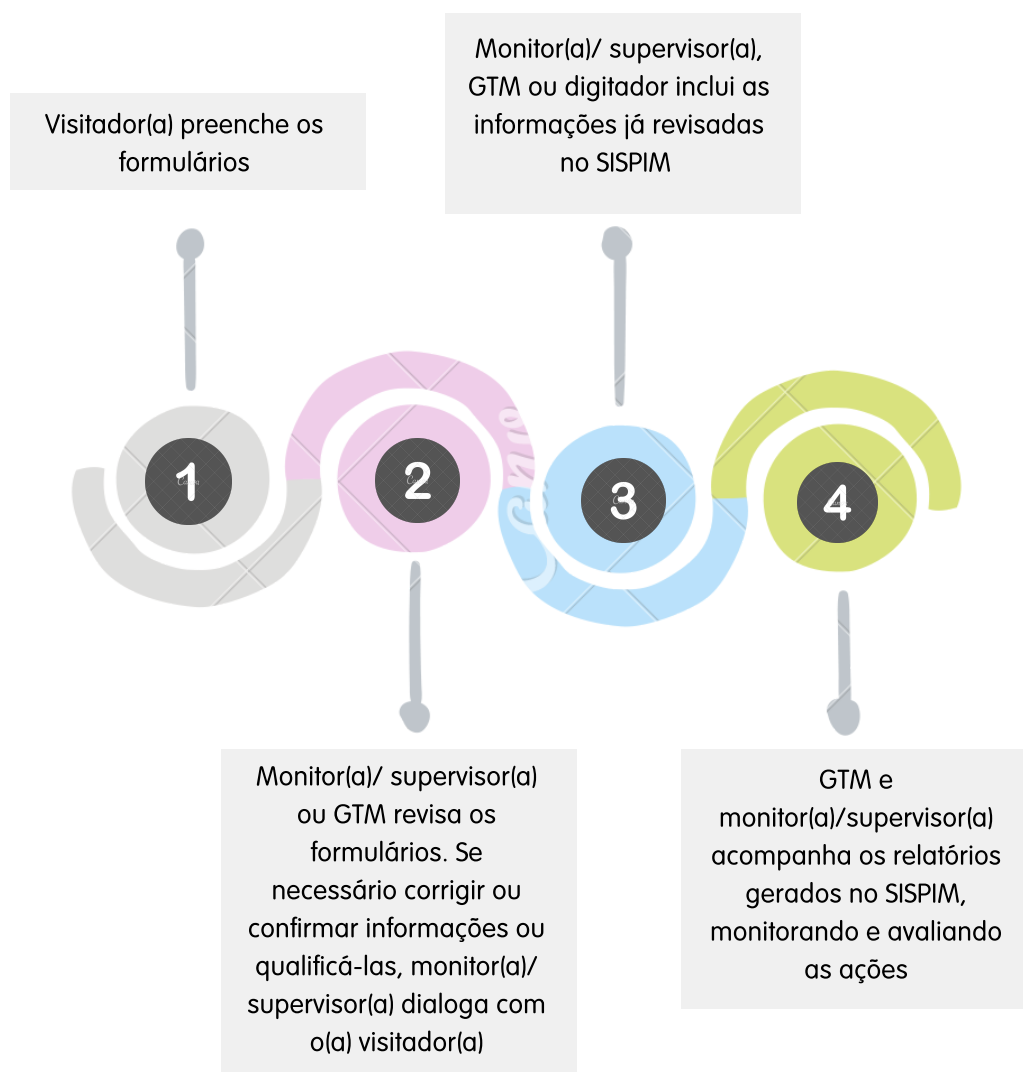 Visitador(a) preenche os
formulários
Monitor(a)/ supervisor(a),
GTM ou digitador inclui as
informações já revisadas
no SISPIM
1
2
3
4
Monitor(a)/ supervisor(a)
ou GTM revisa os
formulários. Se
necessário corrigir ou
confirmar informações ou
qualificá-las, monitor(a)/
supervisor(a) dialoga com
o(a) visitador(a)
GTM e
monitor(a)/supervisor(a)
acompanha os relatórios
gerados no SISPIM,
monitorando e avaliando
as ações
Canva